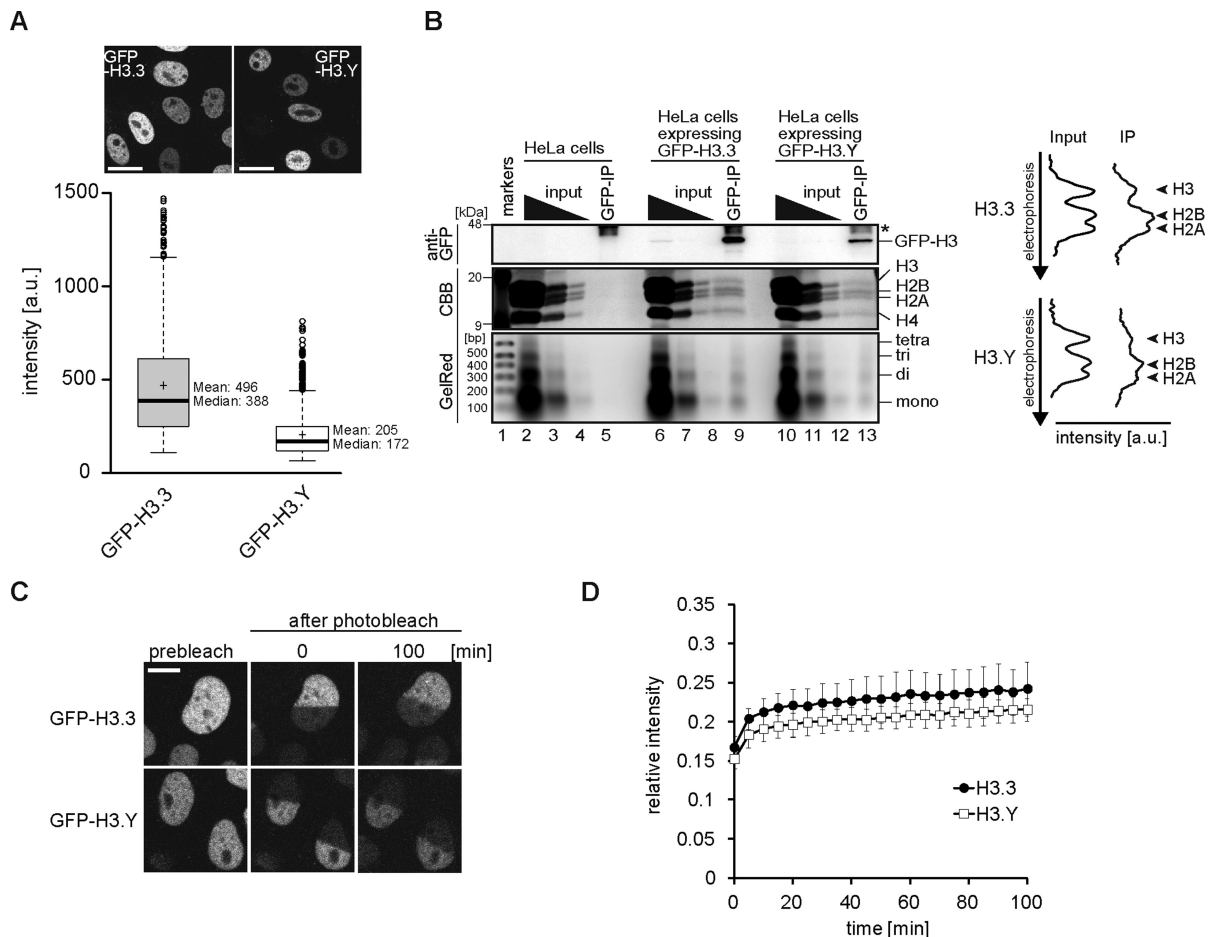 A
GFP
-H3.3
GFP
-H3.Y
1500
1000
500
0
intensity [a.u.]
Mean: 496
Median: 388
Mean: 205
Median: 172
GFP-H3.3
GFP-H3.Y
B
HeLa cells
HeLa cells
expressing
GFP-H3.3
HeLa cells
expressing
GFP-H3.Y
markers
input
GFP-IP
input
GFP-IP
input
GFP-IP
[kDa]
48
anti-
GFP
*
GFP-H3
CBB
20
9
H3
H2B
H2A
H4
GelRed
[bp]
500
400
300
200
100
tetra
tri
di
mono
1 2 3 4 5 6 7 8 9 10 11 12 13
Input IP
H3.3
electrophoresis
H3
H2B
H2A
H3.Y
electrophoresis
H3
H2B
H2A
intensity [a.u.]
C
after photobleach
prebleach 0 100 [min]
GFP-H3.3
GFP-H3.Y
D
0.35
0.3
0.25
0.2
0.15
0.1
0.05
0
relative intensity
H3.3
H3.Y
0 20 40 60 80 100
time [min]